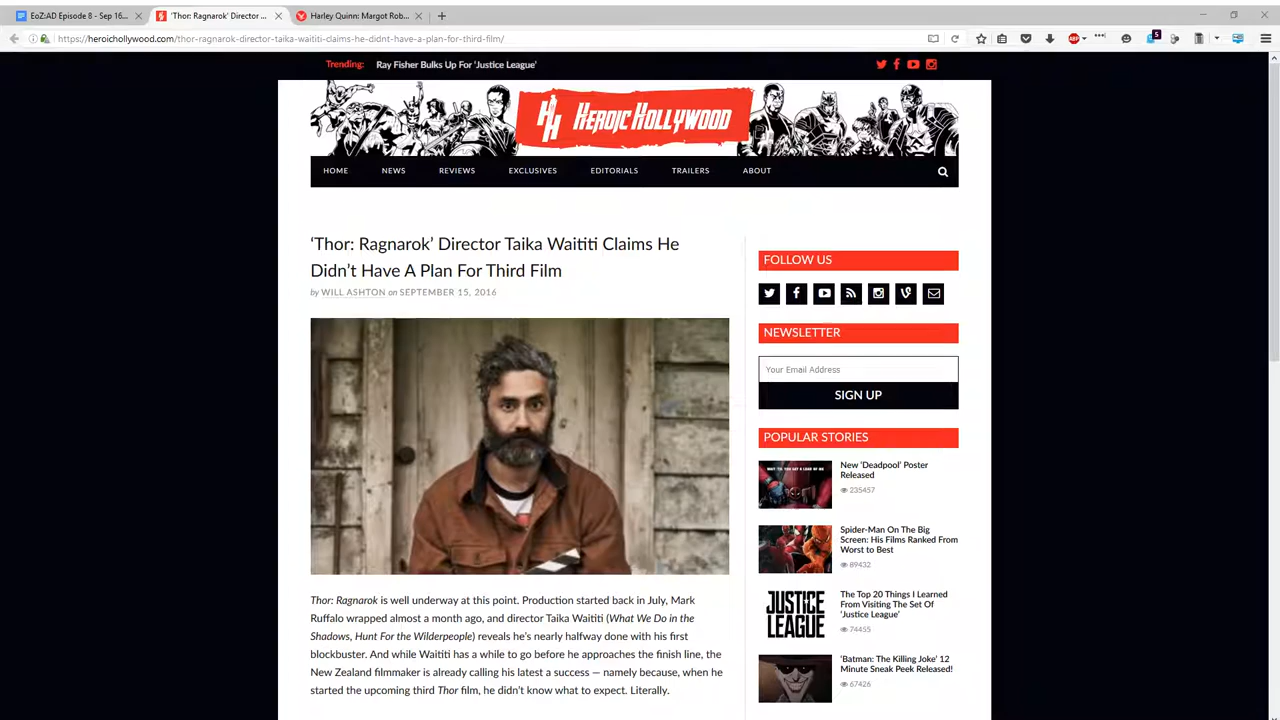 EoZ:AD Episode 8 - Sep 16...
'Thor: Ragnarok' Director ...
Harley Quinn: Margot Rob...
https://heroichollywood.com/thor-ragnarok-director-taika-waititi-claims-he-didnt-have-a-plan-for-third-film/
ABP
5
Trending: Ray Fisher Bulks Up For 'Justice League'
HH HEROIC HOLLYWOOD
HOME NEWS REVIEWS EXCLUSIVES EDITORIALS TRAILERS ABOUT
‘Thor: Ragnarok’ Director Taika Waititi Claims He
Didn’t Have A Plan For Third Film
by WILL ASHTON on SEPTEMBER 15, 2016
Thor: Ragnarok is well underway at this point. Production started back in July, Mark
Ruffalo wrapped almost a month ago, and director Taika Waititi (What We Do in the
Shadows, Hunt For the Wilderpeople) reveals he’s nearly halfway done with his first
blockbuster. And while Waititi has a while to go before he approaches the finish line, the
New Zealand filmmaker is already calling his latest a success — namely because, when he
started the upcoming third Thor film, he didn’t know what to expect. Literally.
FOLLOW US
NEWSLETTER
Your Email Address
SIGN UP
POPULAR STORIES
New ‘Deadpool’ Poster
Released
235457
Spider-Man On The Big
Screen: His Films Ranked From
Worst to Best
89432
JUSTICE
LEAGUE
The Top 20 Things I Learned
From Visiting The Set Of
‘Justice League’
74455
‘Batman: The Killing Joke’ 12
Minute Sneak Peek Released!
67426